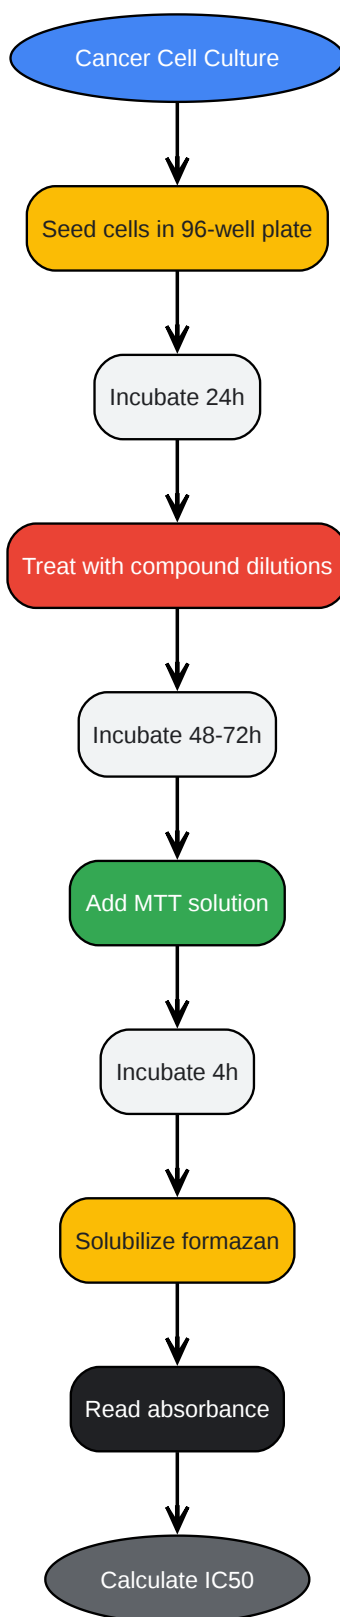 Cancer Cell Culture
Seed cells in 96-well plate
Incubate 24h
Treat with compound dilutions
Incubate 48-72h
Add MTT solution
Incubate 4h
Solubilize formazan
Read absorbance
Calculate IC50